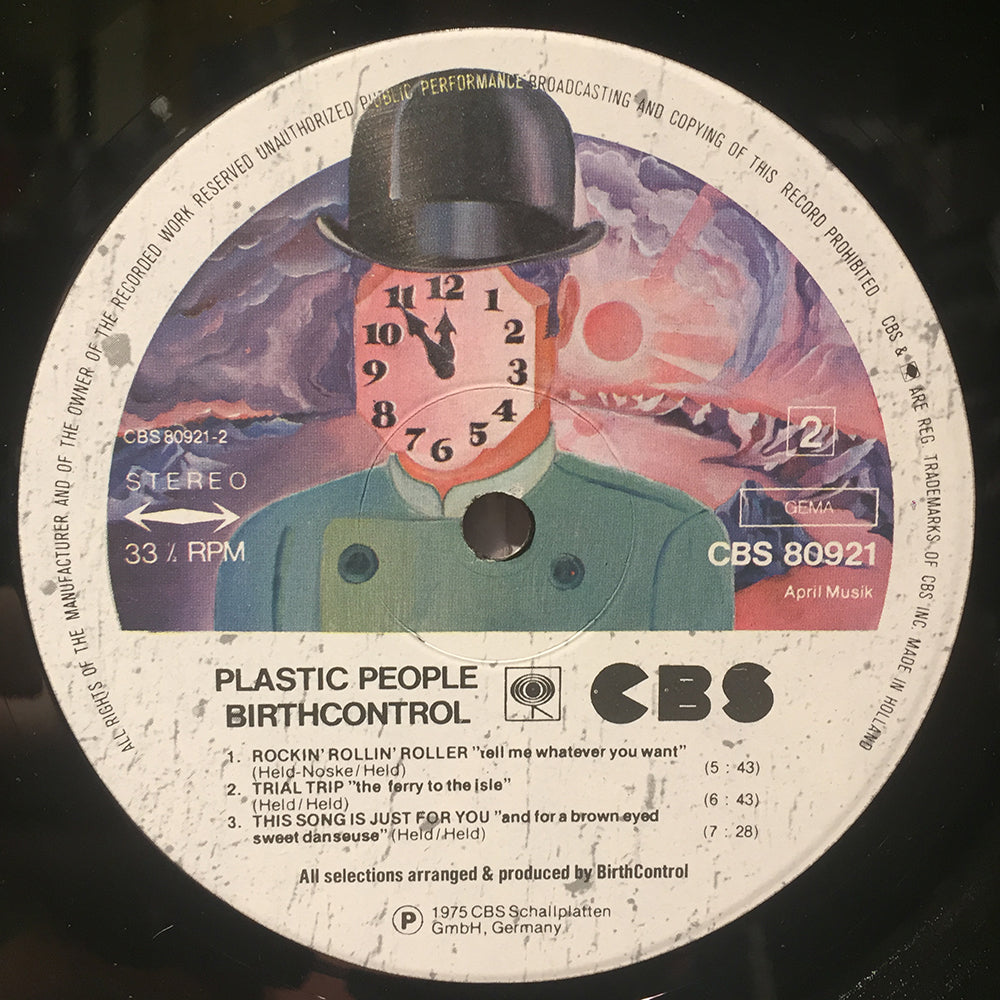 ALL RIGHTS OF THE MANUFACTURER AND OF THE OWNER OF THE RECORDED WORK RESERVED UNAUTHORIZED PUBLIC PERFORMANCE BROADCASTING AND COPYING OF THIS RECORD PROHIBITED CBS & ARE REG. TRADEMARKS OF CBS INC. MADE IN HOLLAND
11 12 1
10 2
9 3
8 4
7 6 5
CBS 80921-2
2
STEREO
GEMA
33⅓ RPM
CBS 80921
April Musik
PLASTIC PEOPLE
BIRTHCONTROL
CBS
1. ROCKIN' ROLLIN' ROLLER "tell me whatever you want"
(Held-Noske/Held) (5 : 43)
2. TRIAL TRIP "the ferry to the isle"
(Held/Held) (6 : 43)
3. THIS SONG IS JUST FOR YOU "and for a brown eyed
sweet danseuse" (Held/Held) (7 : 28)
All selections arranged & produced by BirthControl
℗ 1975 CBS Schallplatten
GmbH, Germany